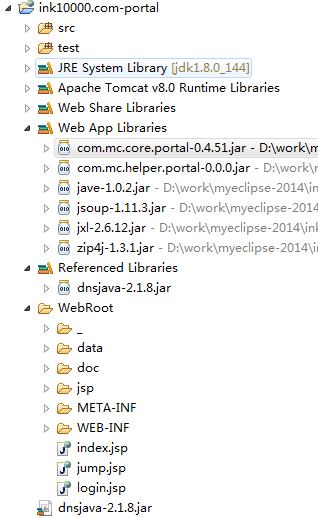 ink10000.com-portal
src
test
JRE System Library [jdk1.8.0_144]
Apache Tomcat v8.0 Runtime Libraries
Web Share Libraries
Web App Libraries
com.mc.core.portal-0.4.51.jar - D:\work\m
com.mc.helper.portal-0.0.0.jar - D:\work\
jave-1.0.2.jar - D:\work\myeclipse-2014\in
jsoup-1.11.3.jar - D:\work\myeclipse-2014\
jxl-2.6.12.jar - D:\work\myeclipse-2014\ink
zip4j-1.3.1.jar - D:\work\myeclipse-2014\in
Referenced Libraries
dnsjava-2.1.8.jar
WebRoot
_
data
doc
jsp
META-INF
WEB-INF
index.jsp
jump.jsp
login.jsp
dnsjava-2.1.8.jar